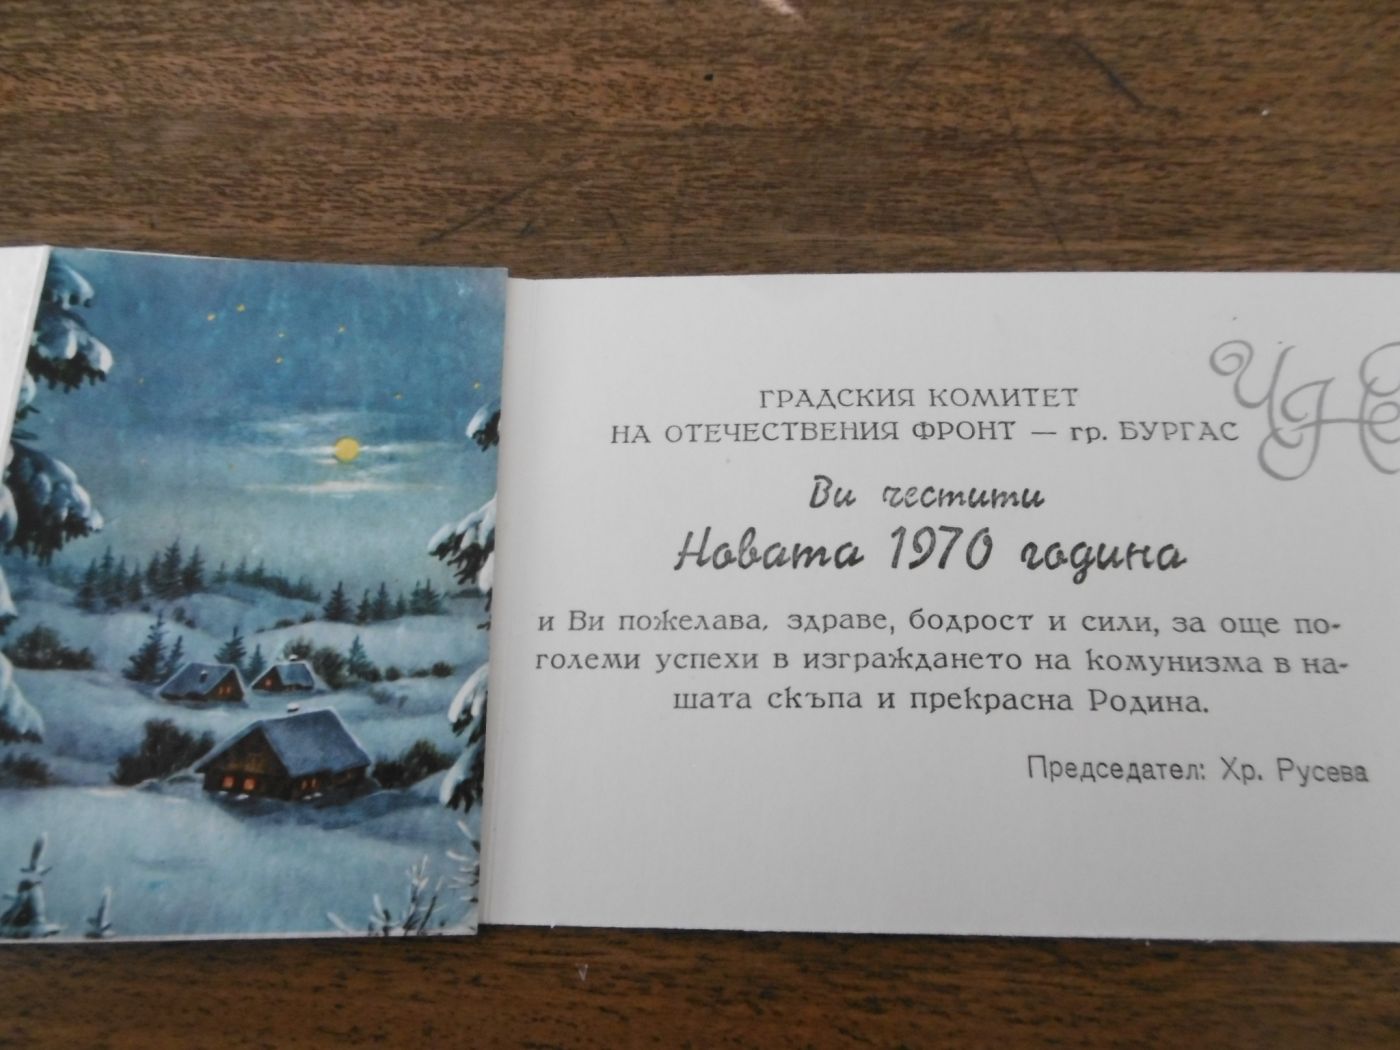 ГРАДСКИЯ КОМИТЕТ
НА ОТЕЧЕСТВЕНИЯ ФРОНТ — гр. БУРГАС
Ви честити
Новата 1970 година
и Ви пожелава, здраве, бодрост и сили, за още по-
големи успехи в изграждането на комунизма в на-
шата скъпа и прекрасна Родина.
Председател: Хр. Русева